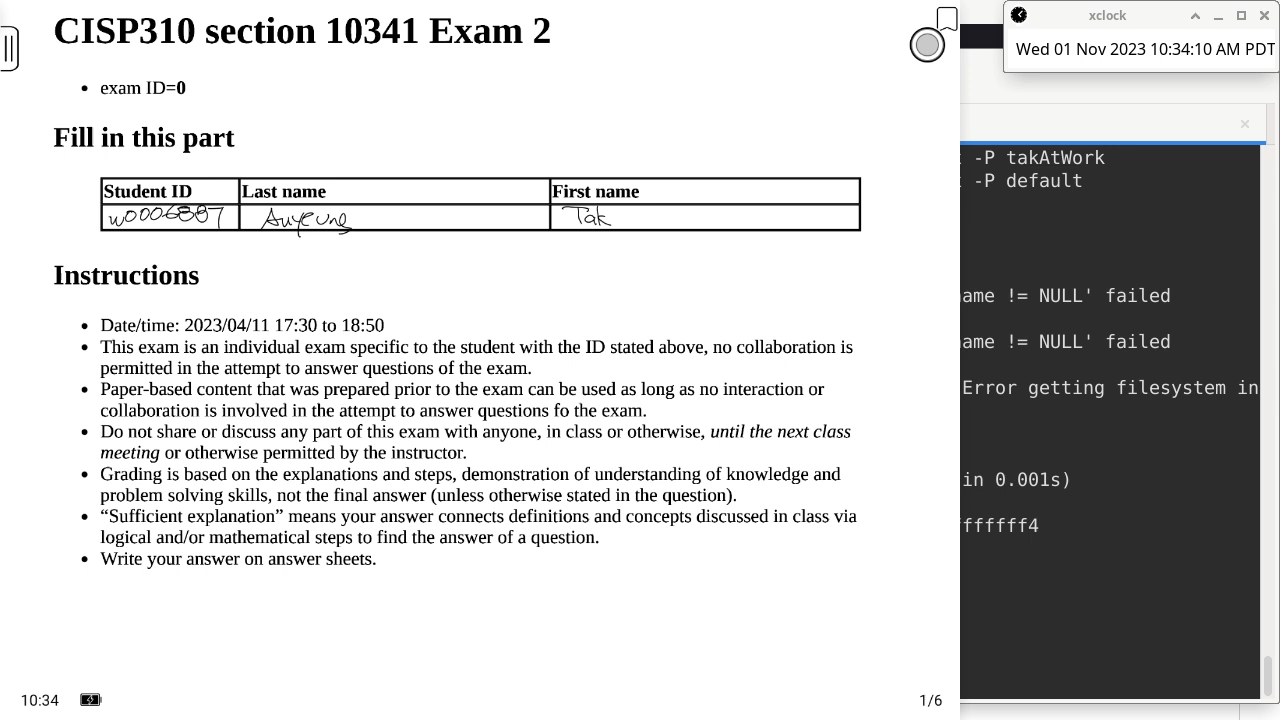 CISP310 section 10341 Exam 2
• exam ID=0
Fill in this part
Student ID Last name First name
w0006887 Auyeung Tak
Instructions
• Date/time: 2023/04/11 17:30 to 18:50
• This exam is an individual exam specific to the student with the ID stated above, no collaboration is
permitted in the attempt to answer questions of the exam.
• Paper-based content that was prepared prior to the exam can be used as long as no interaction or
collaboration is involved in the attempt to answer questions fo the exam.
• Do not share or discuss any part of this exam with anyone, in class or otherwise, until the next class
meeting or otherwise permitted by the instructor.
• Grading is based on the explanations and steps, demonstration of understanding of knowledge and
problem solving skills, not the final answer (unless otherwise stated in the question).
• “Sufficient explanation” means your answer connects definitions and concepts discussed in class via
logical and/or mathematical steps to find the answer of a question.
• Write your answer on answer sheets.
10:34
1/6
xclock
Wed 01 Nov 2023 10:34:10 AM PDT
-P takAtWork
-P default
ame != NULL' failed
ame != NULL' failed
Error getting filesystem in
in 0.001s)
fffffff4